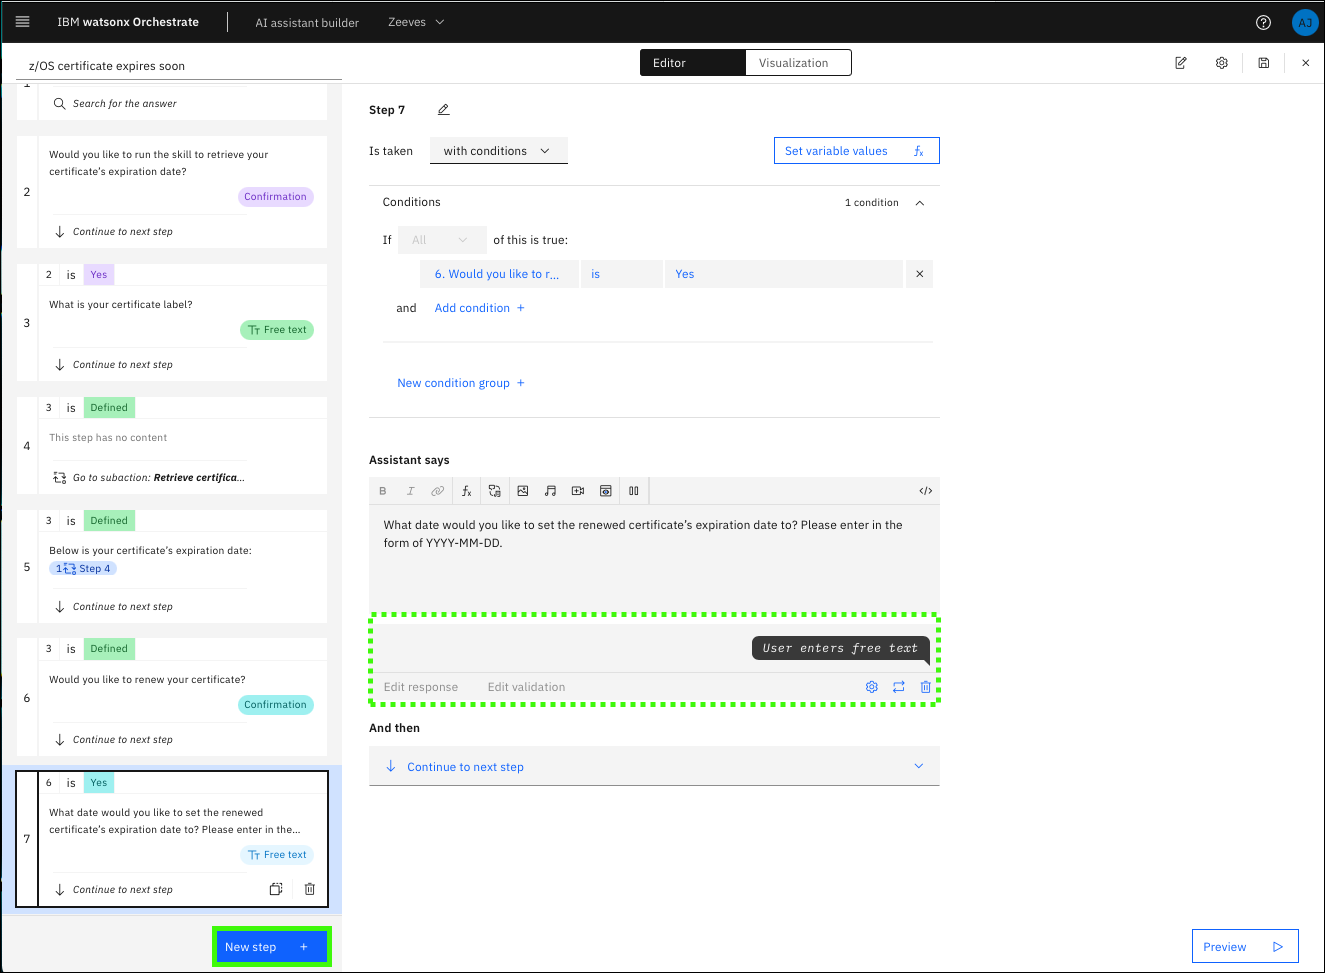 IBM watsonx Orchestrate
AI assistant builder
Zeeves
AJ
z/OS certificate expires soon
Editor
Visualization
1
Search for the answer
2
Would you like to run the skill to retrieve your
certificate's expiration date?
Confirmation
Continue to next step
2 is Yes
3
What is your certificate label?
Free text
Continue to next step
3 is Defined
4
This step has no content
Go to subaction: Retrieve certifica...
3 is Defined
5
Below is your certificate's expiration date:
1 Step 4
Continue to next step
3 is Defined
6
Would you like to renew your certificate?
Confirmation
Continue to next step
6 is Yes
7
What date would you like to set the renewed
certificate's expiration date to? Please enter in the...
Free text
Continue to next step
New step +
Step 7
Is taken with conditions
Set variable values fx
Conditions
1 condition
If All of this is true:
6. Would you like to r... is Yes
and Add condition +
New condition group +
Assistant says
B I fx </>
What date would you like to set the renewed certificate's expiration date to? Please enter in the
form of YYYY-MM-DD.
User enters free text
Edit response Edit validation
And then
Continue to next step
Preview